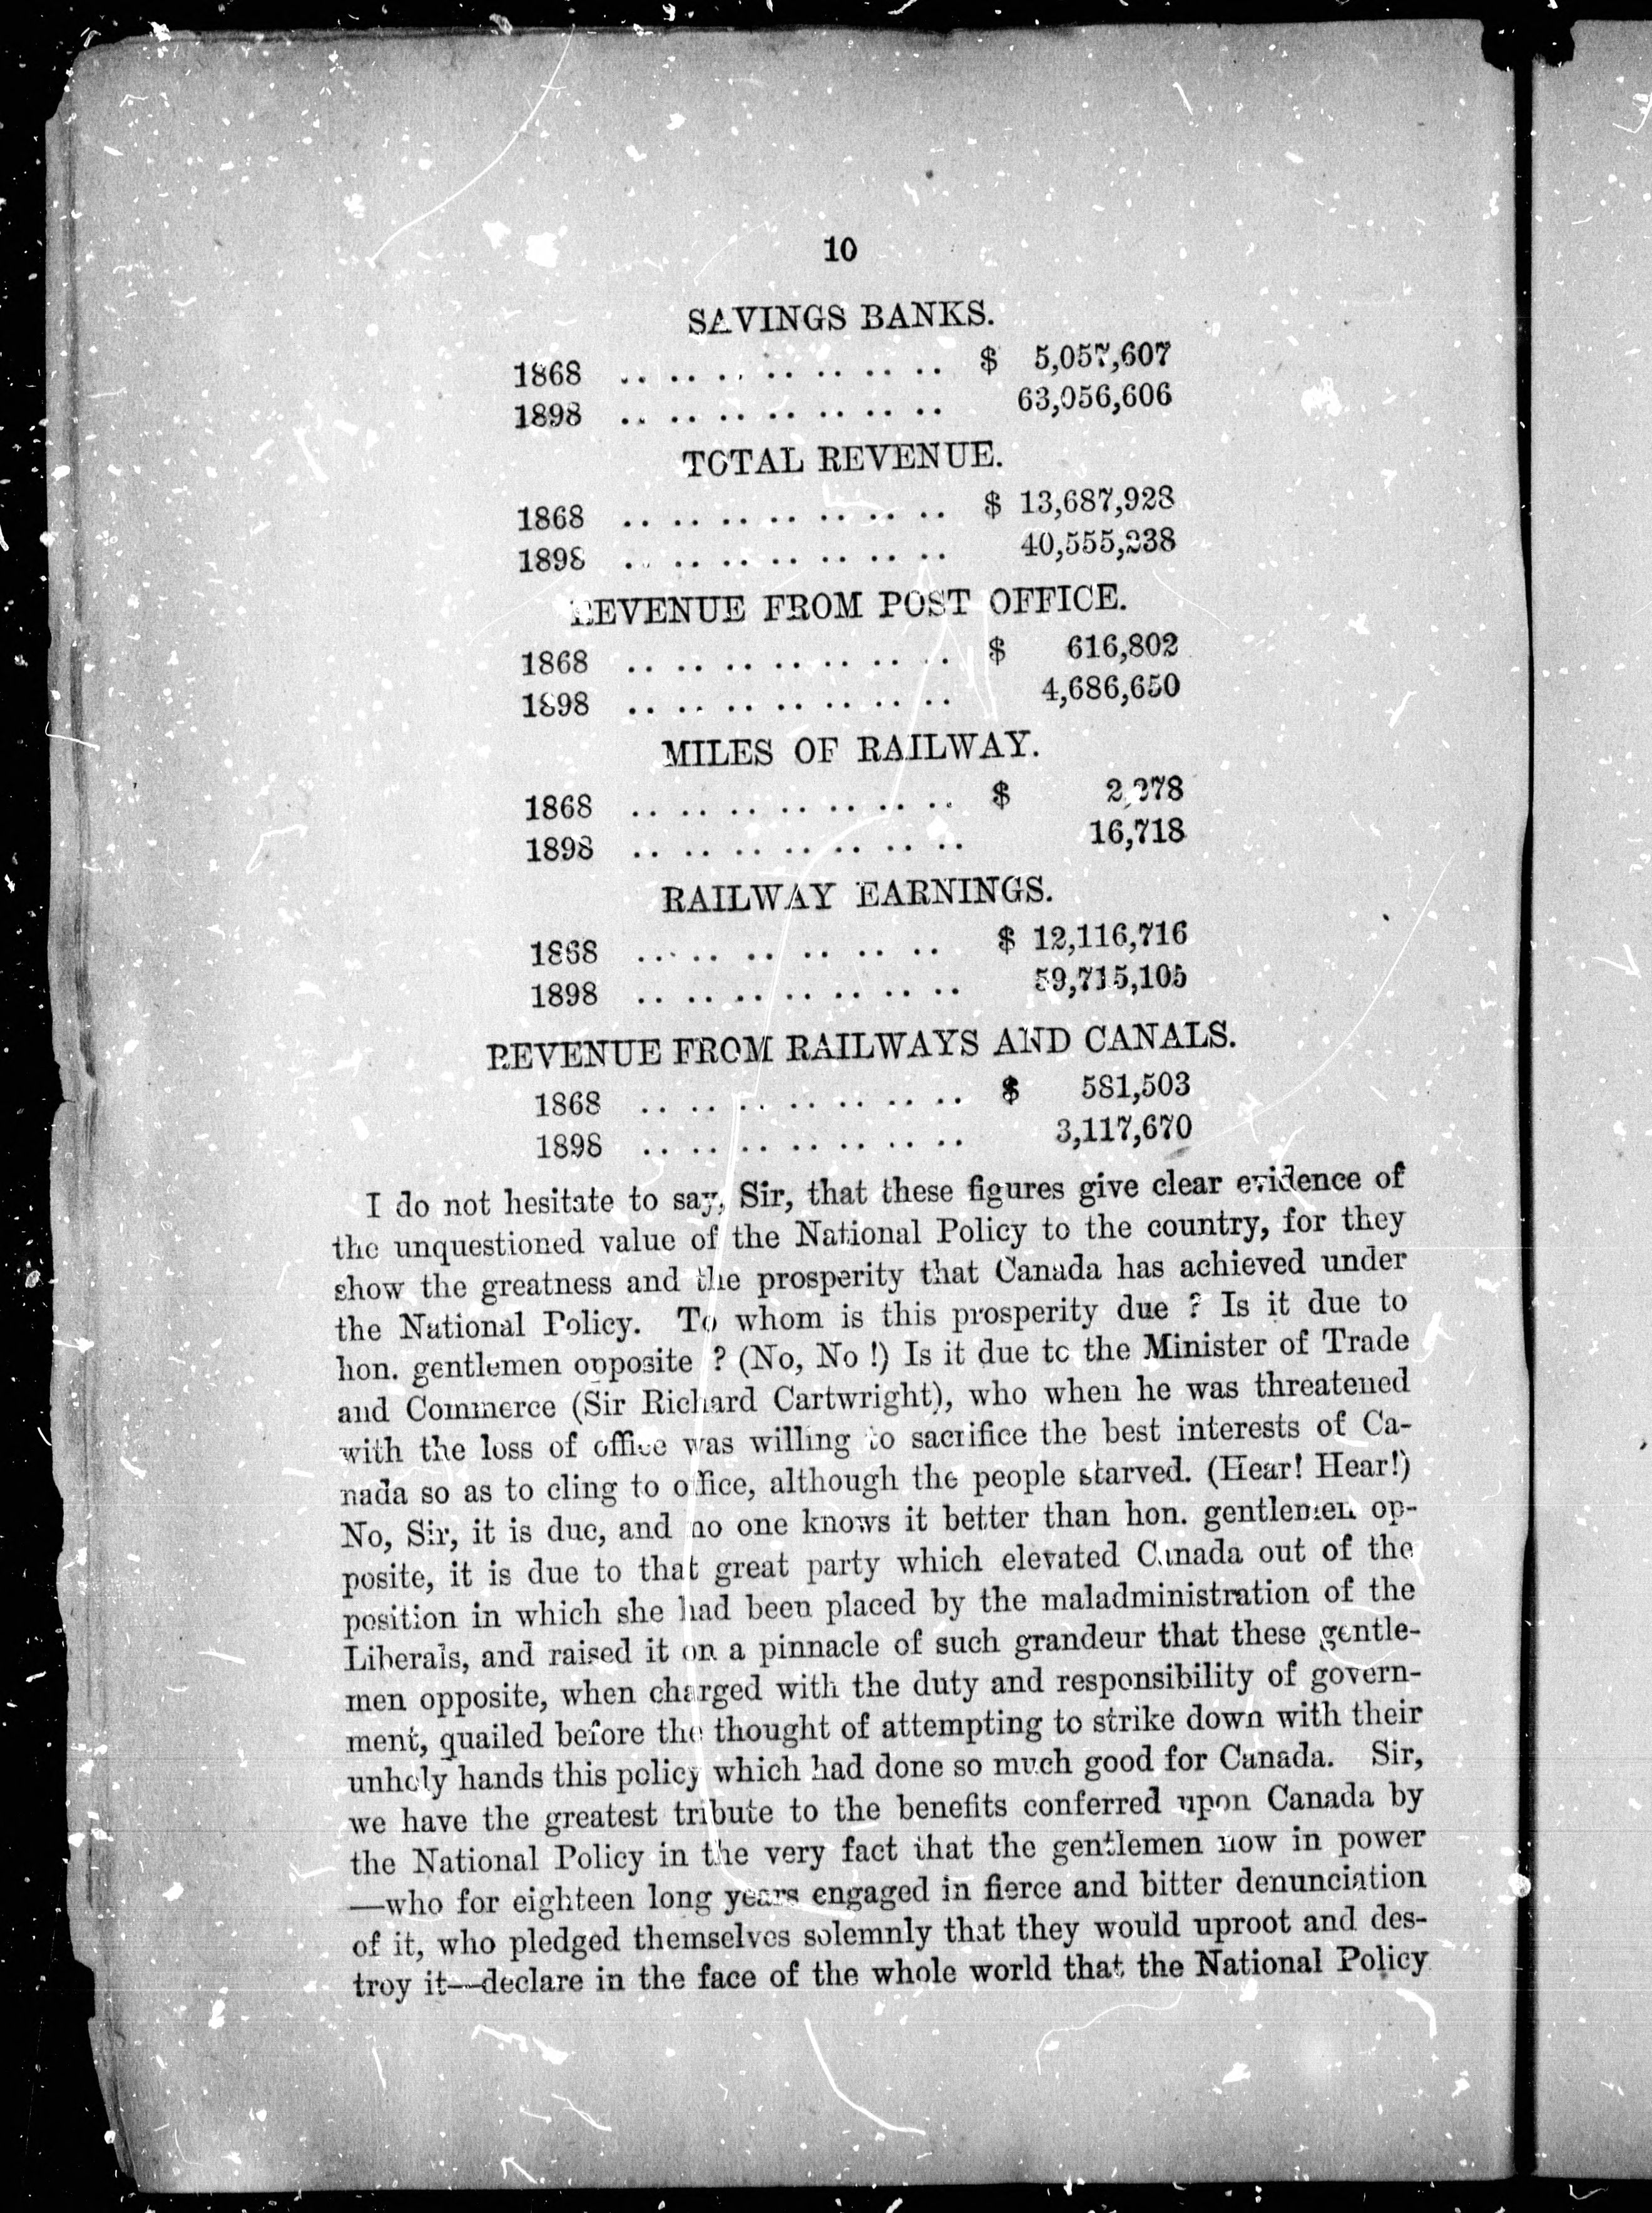 10
SAVINGS BANKS.
1868 .. .. .. .. .. .. .. $ 5,057,607
1898 .. .. .. .. .. .. .. 63,056,606
TOTAL REVENUE.
1868 .. .. .. .. .. .. .. $ 13,687,928
1898 .. .. .. .. .. .. .. 40,555,238
REVENUE FROM POST OFFICE.
1868 .. .. .. .. .. .. .. $ 616,802
1898 .. .. .. .. .. .. .. 4,686,650
MILES OF RAILWAY.
1868 .. .. .. .. .. .. .. $ 2,278
1898 .. .. .. .. .. .. .. 16,718
RAILWAY EARNINGS.
1868 .. .. .. .. .. .. .. $ 12,116,716
1898 .. .. .. .. .. .. .. 59,715,105
REVENUE FROM RAILWAYS AND CANALS.
1868 .. .. .. .. .. .. .. $ 581,503
1898 .. .. .. .. .. .. .. 3,117,670
I do not hesitate to say, Sir, that these figures give clear evidence of
the unquestioned value of the National Policy to the country, for they
show the greatness and the prosperity that Canada has achieved under
the National Policy. To whom is this prosperity due ? Is it due to
hon. gentlemen opposite ? (No, No !) Is it due to the Minister of Trade
and Commerce (Sir Richard Cartwright), who when he was threatened
with the loss of office was willing to sacrifice the best interests of Ca-
nada so as to cling to office, although the people starved. (Hear! Hear!)
No, Sir, it is due, and no one knows it better than hon. gentlemen op-
posite, it is due to that great party which elevated Canada out of the
position in which she had been placed by the maladministration of the
Liberals, and raised it on a pinnacle of such grandeur that these gentle-
men opposite, when charged with the duty and responsibility of govern-
ment, quailed before the thought of attempting to strike down with their
unholy hands this policy which had done so much good for Canada. Sir,
we have the greatest tribute to the benefits conferred upon Canada by
the National Policy in the very fact that the gentlemen now in power
—who for eighteen long years engaged in fierce and bitter denunciation
of it, who pledged themselves solemnly that they would uproot and des-
troy it—declare in the face of the whole world that the National Policy